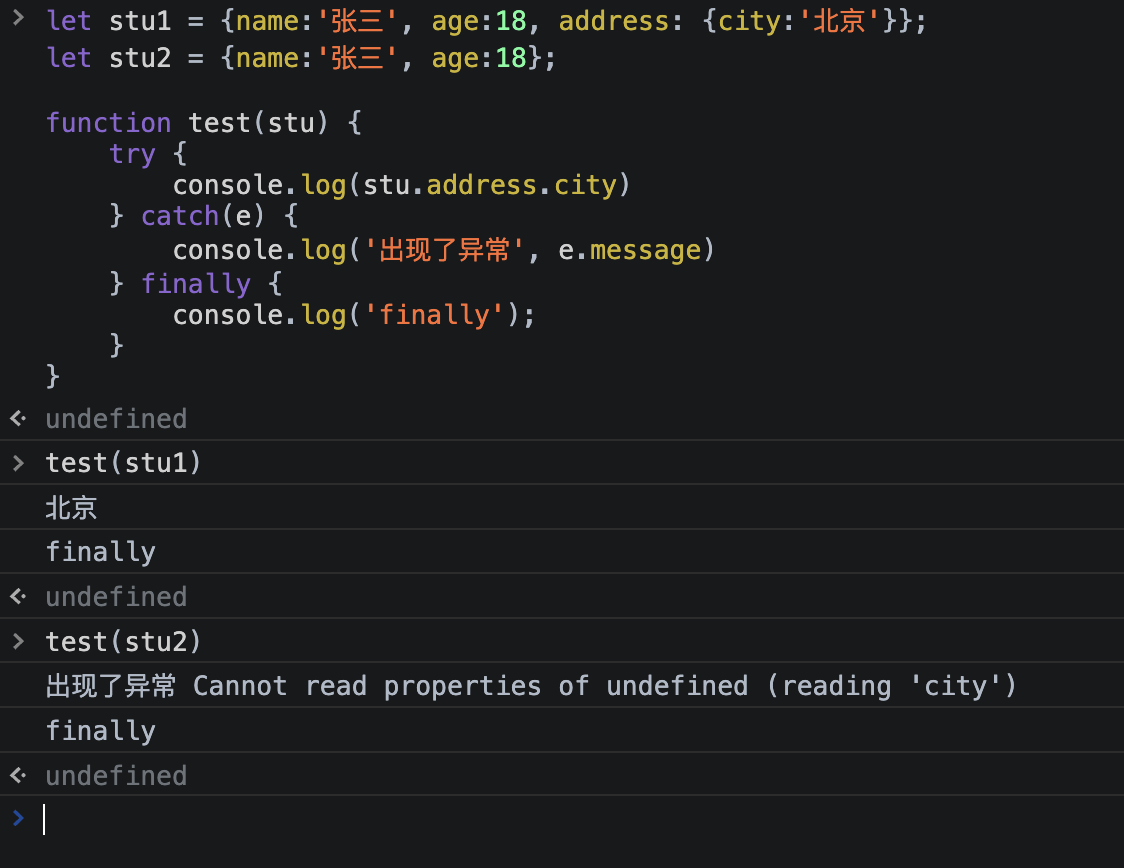 > let stu1 = {name:'张三', age:18, address: {city:'北京'}};
let stu2 = {name:'张三', age:18};

function test(stu) {
    try {
        console.log(stu.address.city)
    } catch(e) {
        console.log('出现了异常', e.message)
    } finally {
        console.log('finally');
    }
}
undefined
> test(stu1)
北京
finally
undefined
> test(stu2)
出现了异常 Cannot read properties of undefined (reading 'city')
finally
undefined
>